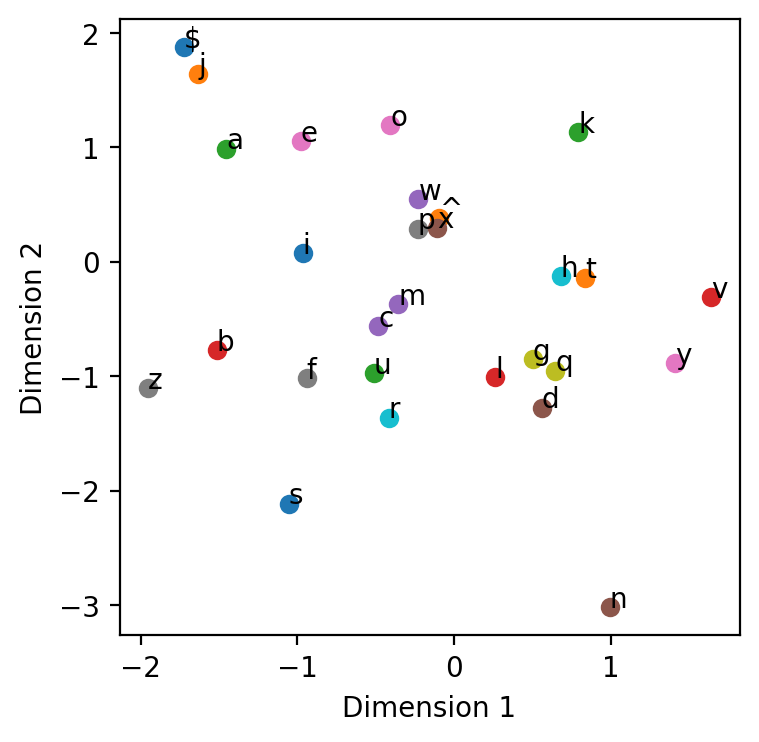 2
1
0
−1
−2
−3
−2
−1
0
1
Dimension 1
Dimension 2
$
j
a
e
o
k
w
^
p
x
i
h
t
v
m
c
b
z
f
u
l
g
q
y
d
r
s
n